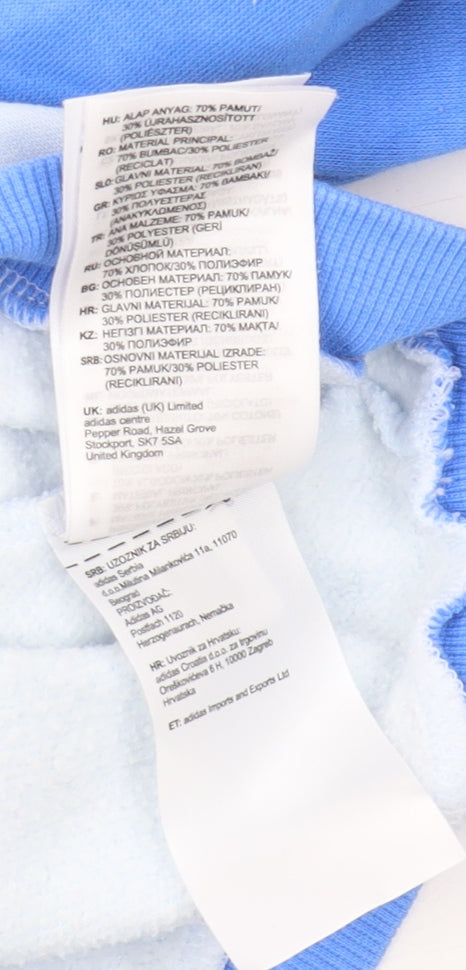 HU: ALAP ANYAG: 70% PAMUT/
30% ÚJRAHASZNOSÍTOTT
(POLIÉSZTER)
RO: MATERIAL PRINCIPAL:
70% BUMBAC/30% POLIESTER
(RECICLAT)
SLO: GLAVNI MATERIAL: 70% BOMBAŽ/
30% POLIESTER (RECIKLIRAN)
GR: ΚΥΡΙΩΣ ΥΦΑΣΜΑ: 70% ΒΑΜΒΑΚΙ/
30% ΠΟΛΥΕΣΤΕΡΑΣ
(ΑΝΑΚΥΚΛΩΜΕΝΟΣ)
TR: ANA MALZEME: 70% PAMUK/
30% POLYESTER (GERİ
DÖNÜŞÜMLÜ)
RU: ОСНОВНОЙ МАТЕРИАЛ:
70% ХЛОПОК/30% ПОЛИЭФИР
BG: ОСНОВЕН МАТЕРИАЛ: 70% ПАМУК/
30% ПОЛИЕСТЕР (РЕЦИКЛИРАН)
HR: GLAVNI MATERIJAL: 70% PAMUK/
30% POLIESTER (RECIKLIRANI)
KZ: НЕГІЗГІ МАТЕРИАЛ: 70% МАҚТА/
30% ПОЛИЭФИР
SRB: OSNOVNI MATERIJAL IZRADE:
70% PAMUK/30% POLIESTER
(RECIKLIRANI)
UK: adidas (UK) Limited
adidas centre
Pepper Road, Hazel Grove
Stockport, SK7 5SA
United Kingdom
SRB: UZOZNIK ZA SRBIJU:
adidas Serbia
d.o.o. Milutina Milankovića 11a, 11070
Beograd
PROIZVOĐAČ:
Adidas AG
Postfach 1120
Herzogenaurach, Nemačka
HR: Uvoznik za Hrvatsku:
adidas Croatia d.o.o. za trgovinu
Oreškovićeva 6 H, 10000 Zagreb
Hrvatska
ET: adidas Imports and Exports Ltd